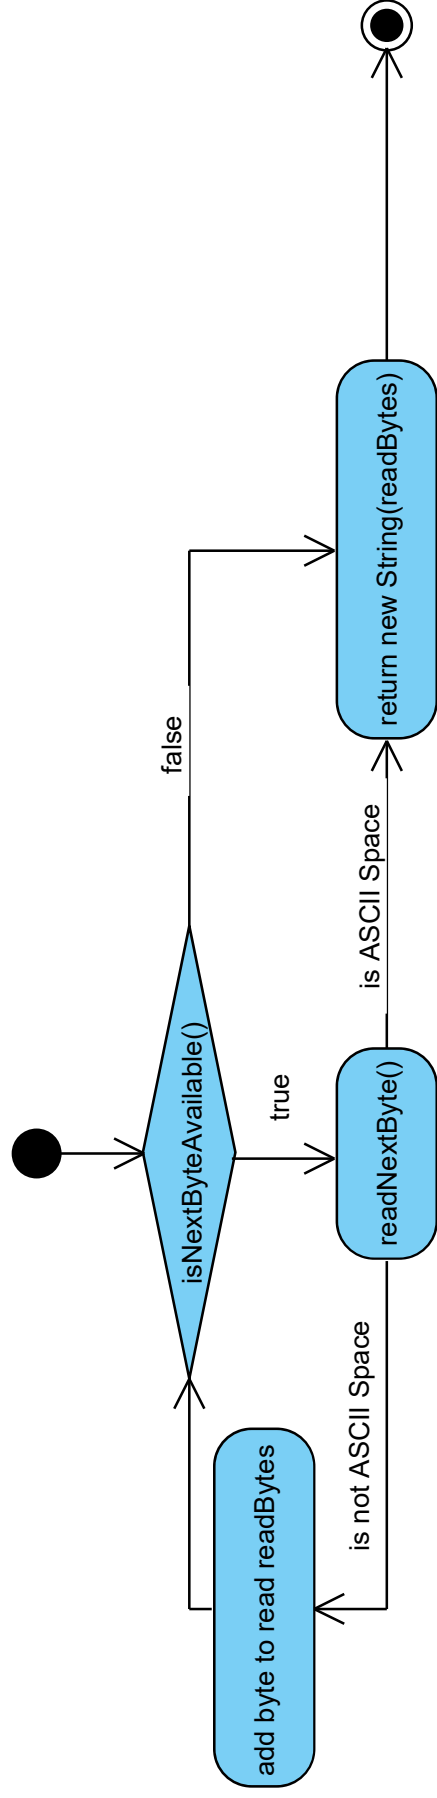 isNextByteAvailable()
false
true
readNextByte()
is ASCII Space
return new String(readBytes)
is not ASCII Space
add byte to read readBytes